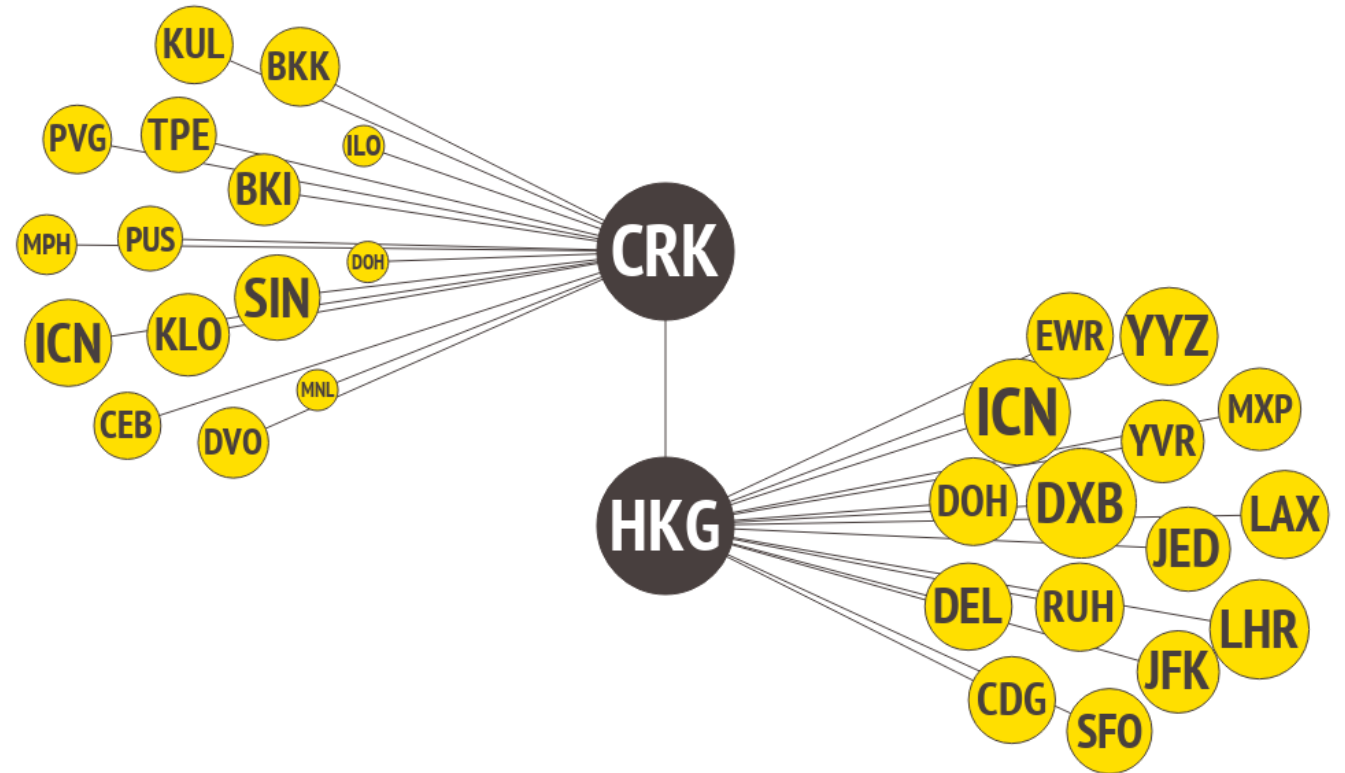 KUL
BKK
PVG
TPE
ILO
BKI
MPH
PUS
DOH
SIN
ICN
KLO
MNL
CEB
DVO
CRK
HKG
EWR
YYZ
ICN
MXP
YVR
DOH
DXB
LAX
JED
DEL
RUH
LHR
JFK
CDG
SFO